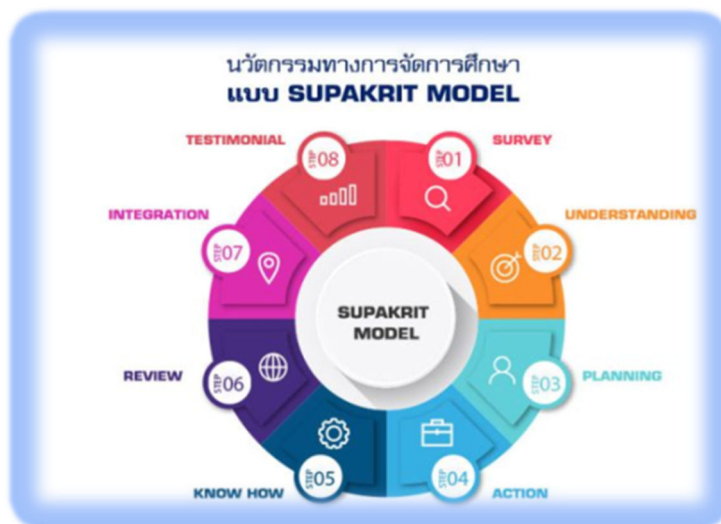 นวัตกรรมทางการจัดการศึกษา
แบบ SUPAKRIT MODEL
STEP 01
SURVEY
STEP 02
UNDERSTANDING
STEP 03
PLANNING
STEP 04
ACTION
STEP 05
KNOW HOW
STEP 06
REVIEW
STEP 07
INTEGRATION
STEP 08
TESTIMONIAL
SUPAKRIT
MODEL